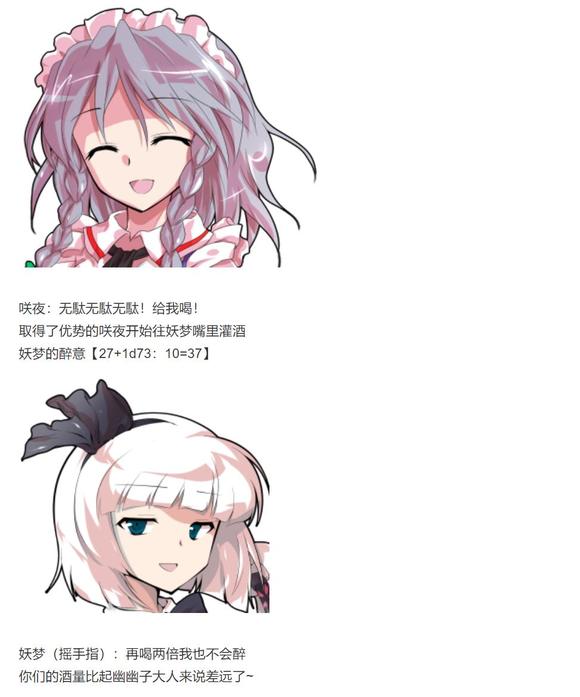 咲夜：无駄无駄无駄！给我喝！
取得了优势的咲夜开始往妖梦嘴里灌酒
妖梦的醉意【27+1d73：10=37】
妖梦（摇手指）：再喝两倍我也不会醉
你们的酒量比起幽幽子大人来说差远了~